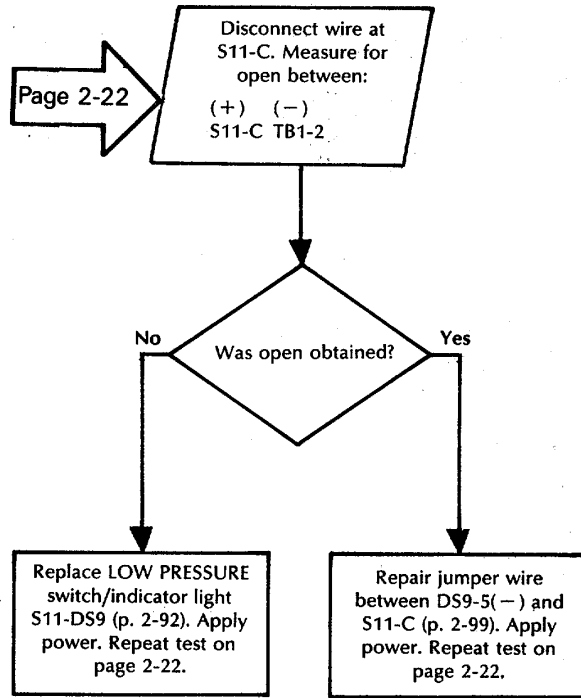 Disconnect wire at
S11-C. Measure for
open between:
(+) (−)
S11-C TB1-2
Page 2-22
Was open obtained?
No
Yes
Replace LOW PRESSURE
switch/indicator light
S11-DS9 (p. 2-92). Apply
power. Repeat test on
page 2-22.
Repair jumper wire
between DS9-5(−) and
S11-C (p. 2-99). Apply
power. Repeat test on
page 2-22.